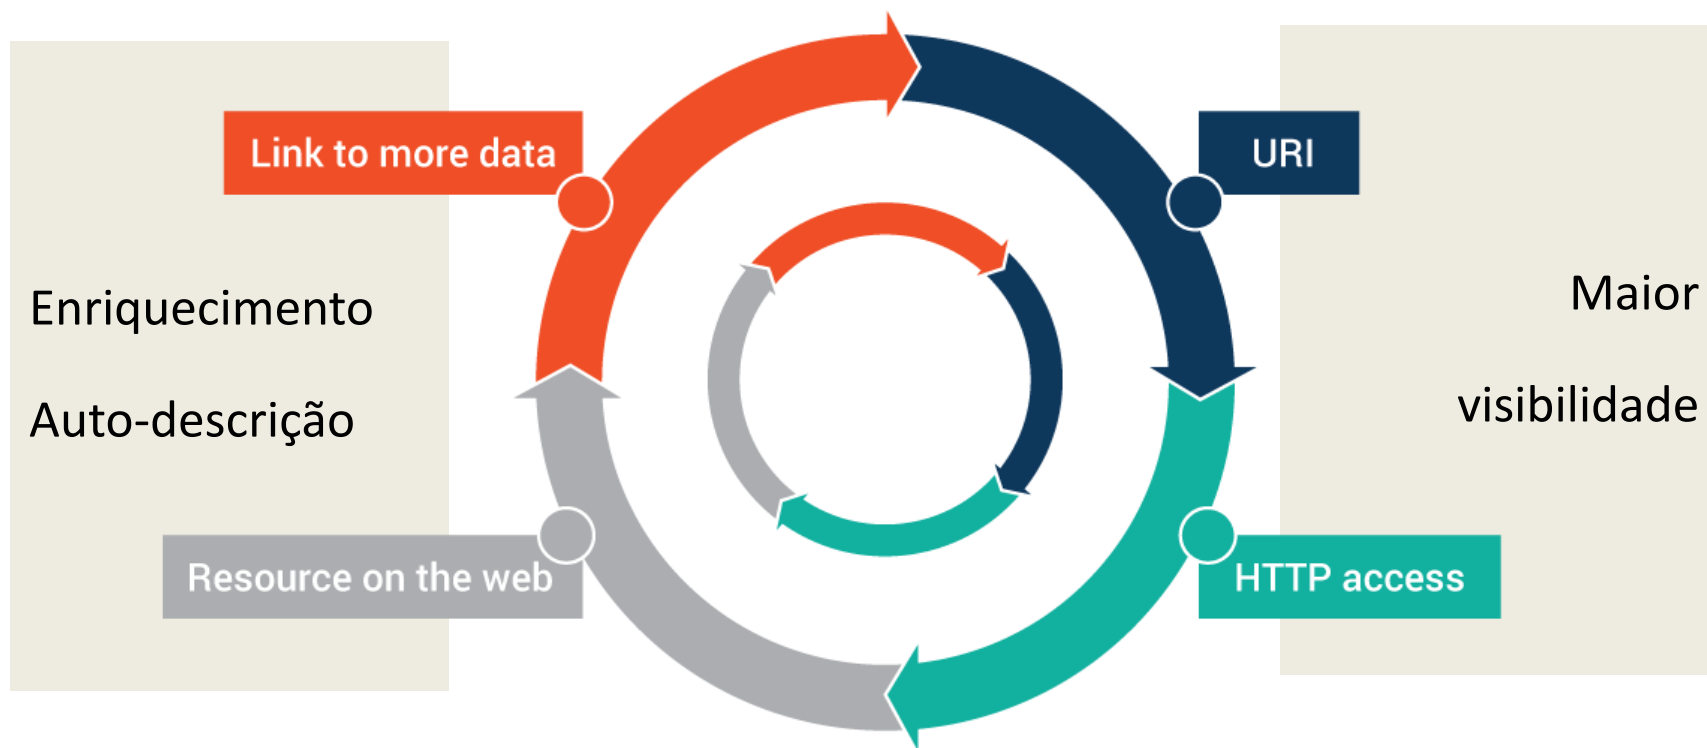 Link to more data
URI
Enriquecimento
Auto-descrição
Maior
visibilidade
Resource on the web
HTTP access